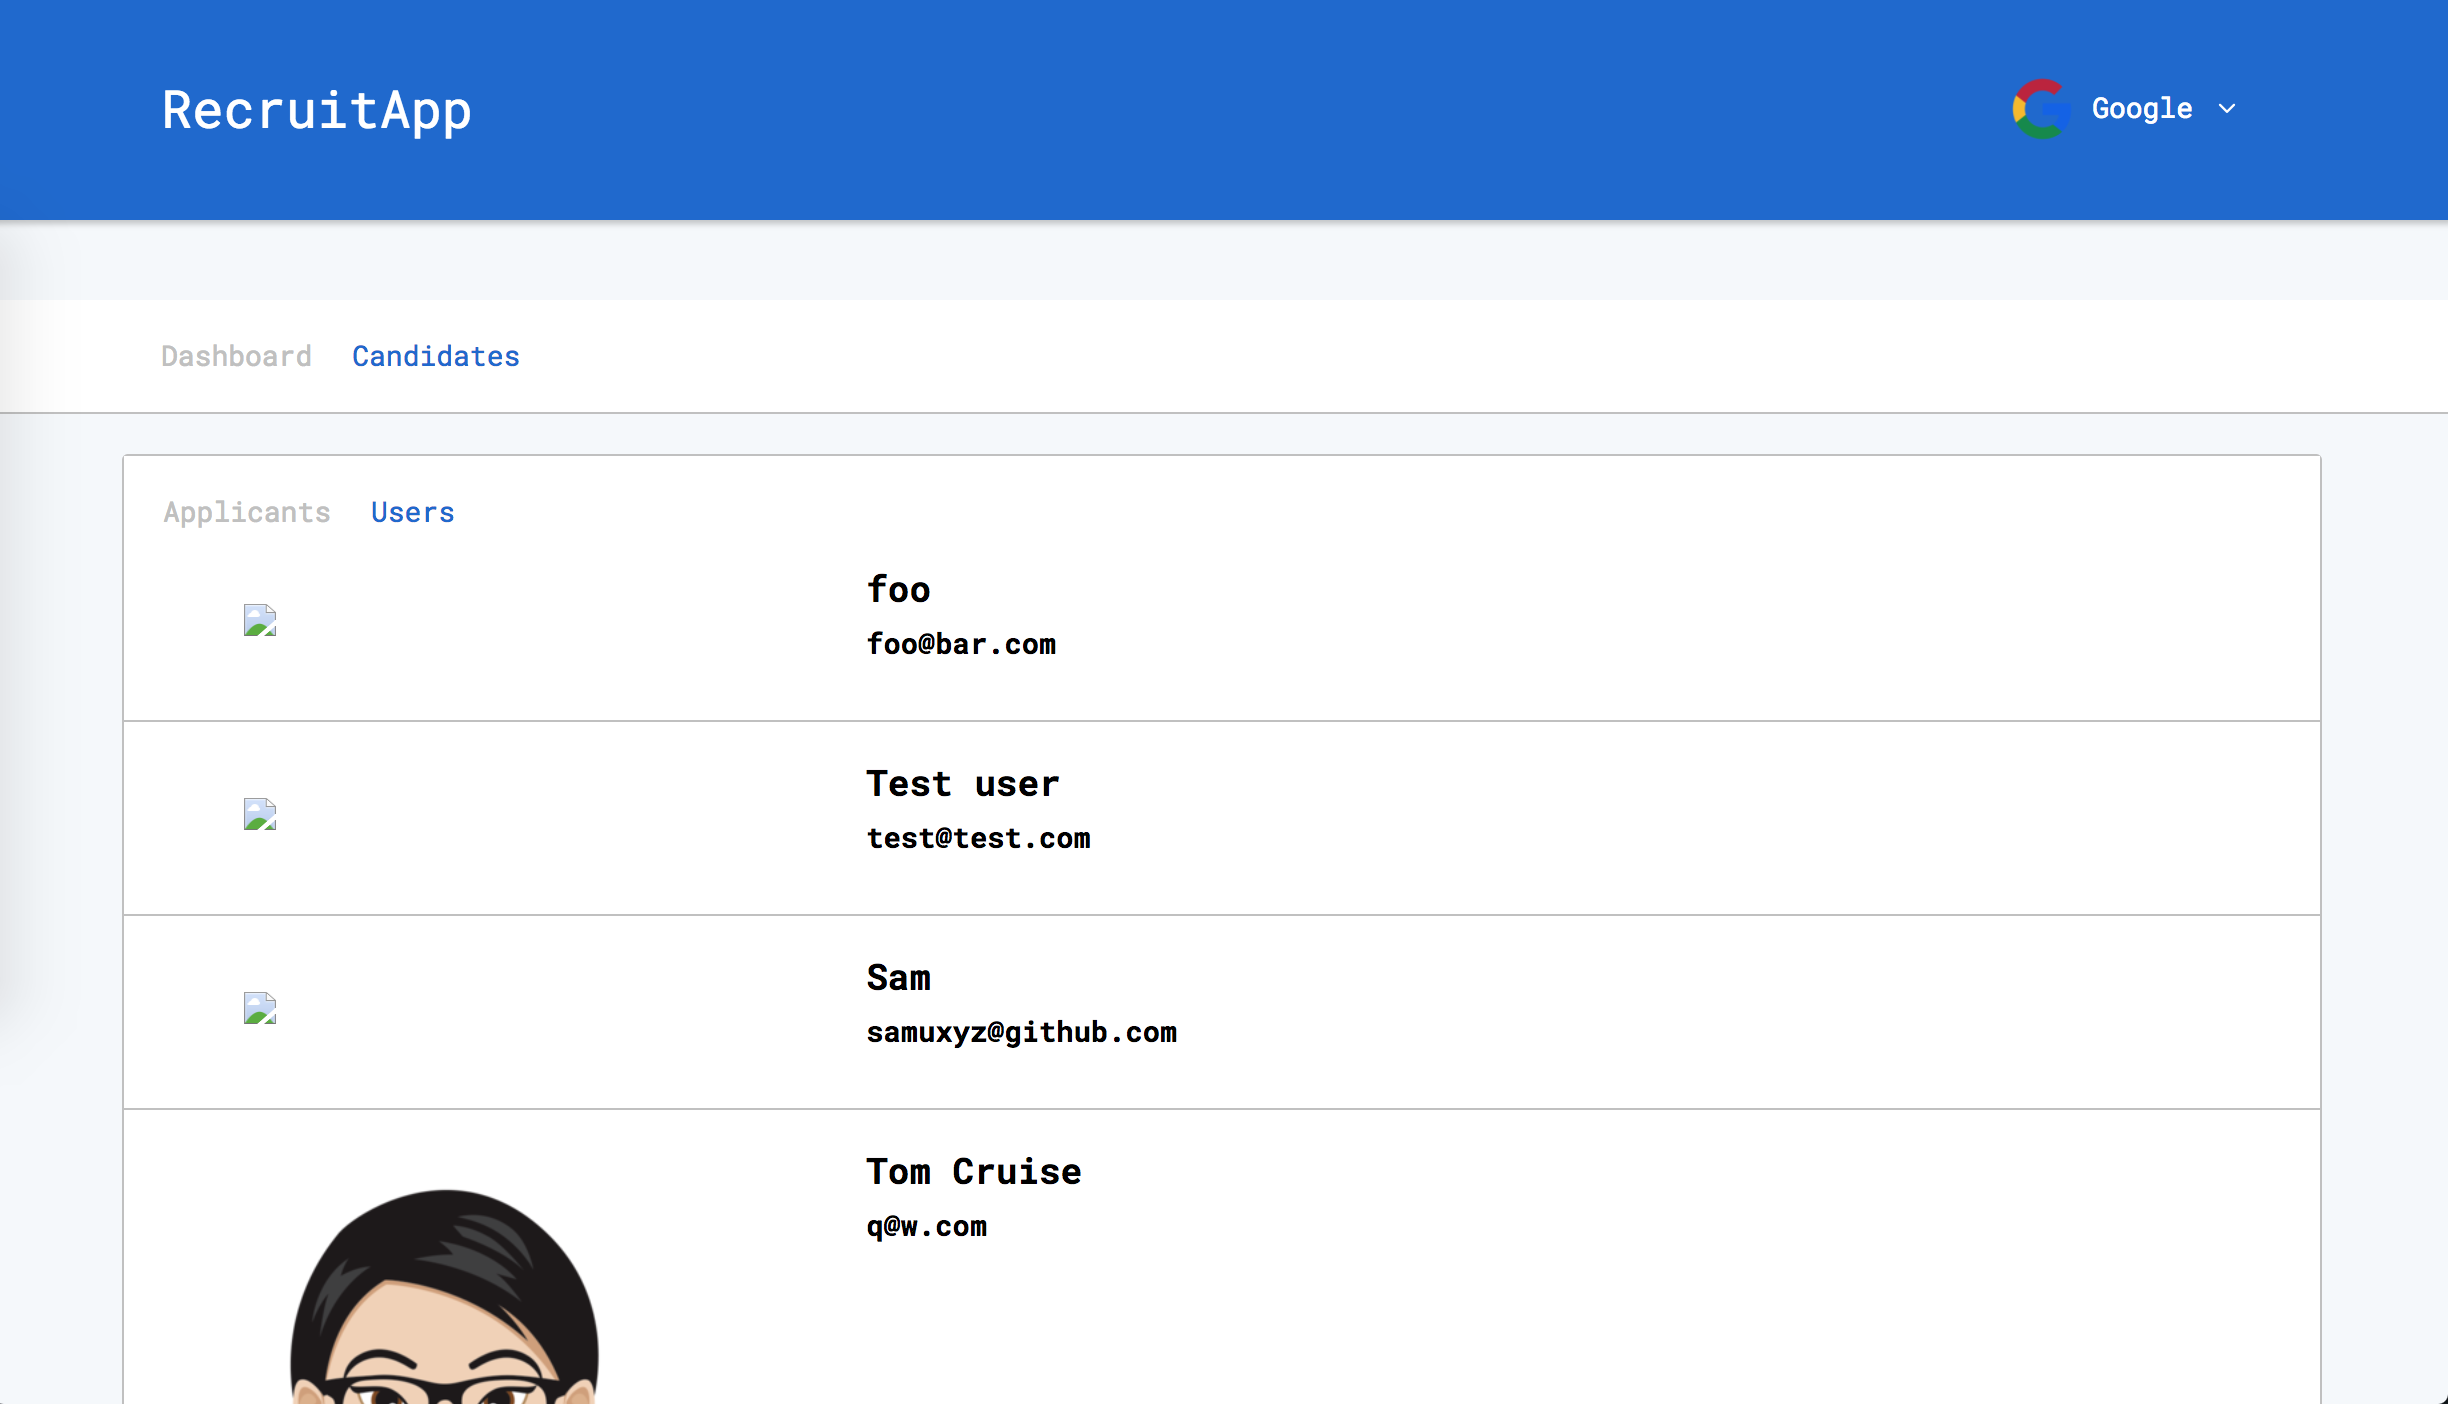 RecruitApp
Google
Dashboard Candidates
Applicants Users
foo
foo@bar.com
Test user
test@test.com
Sam
samuxyz@github.com
Tom Cruise
q@w.com